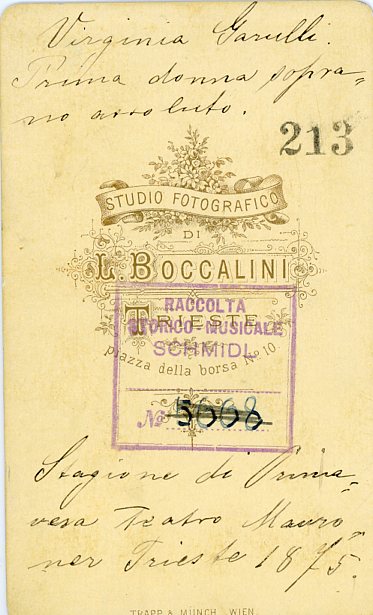 Virginia Garulli.
Prima donna sopra=
no assoluto.
213
STUDIO FOTOGRAFICO
DI
L. BOCCALINI
TRIESTE
piazza della borsa No 10.
RACCOLTA
STORICO-MUSICALE
SCHMIDL
No 5668
Stagione di Prima=
vera Teatro Mauro=
ner Trieste 1875.
TRAPP & MÜNCH, WIEN